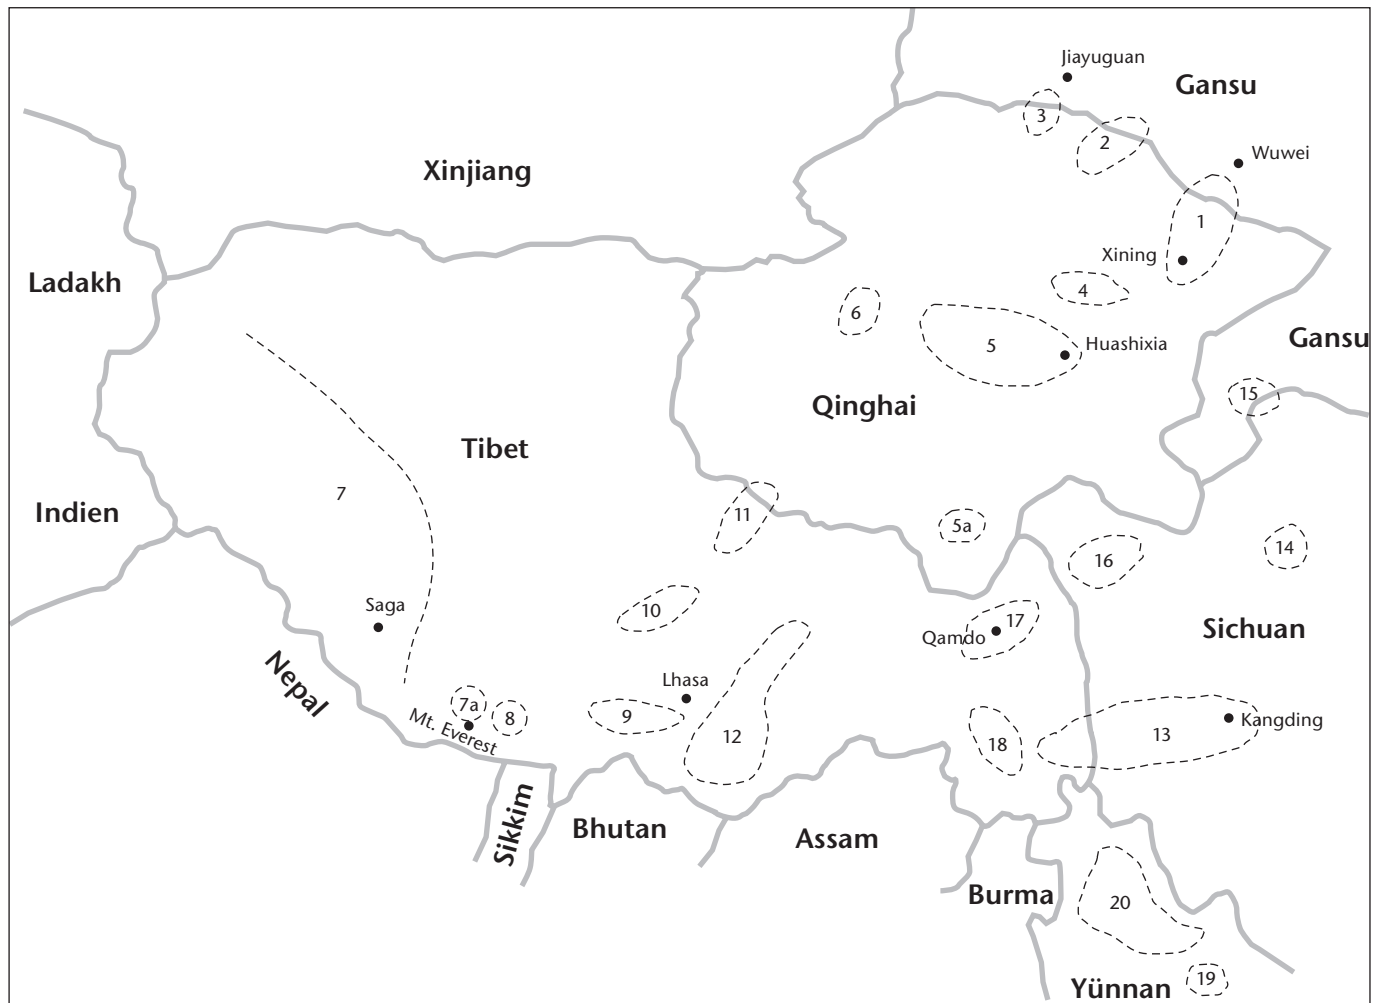 Jiayuguan
Gansu
3
2
Wuwei
Xinjiang
1
Xining
Ladakh
4
6
5
Huashixia
Gansu
15
Qinghai
Tibet
7
Indien
11
5a
14
16
Saga
10
17
Qamdo
Sichuan
Nepal
Lhasa
7a
8
9
Mt. Everest
12
18
13
Kangding
Sikkim
Bhutan
Assam
Burma
20
19
Yünnan